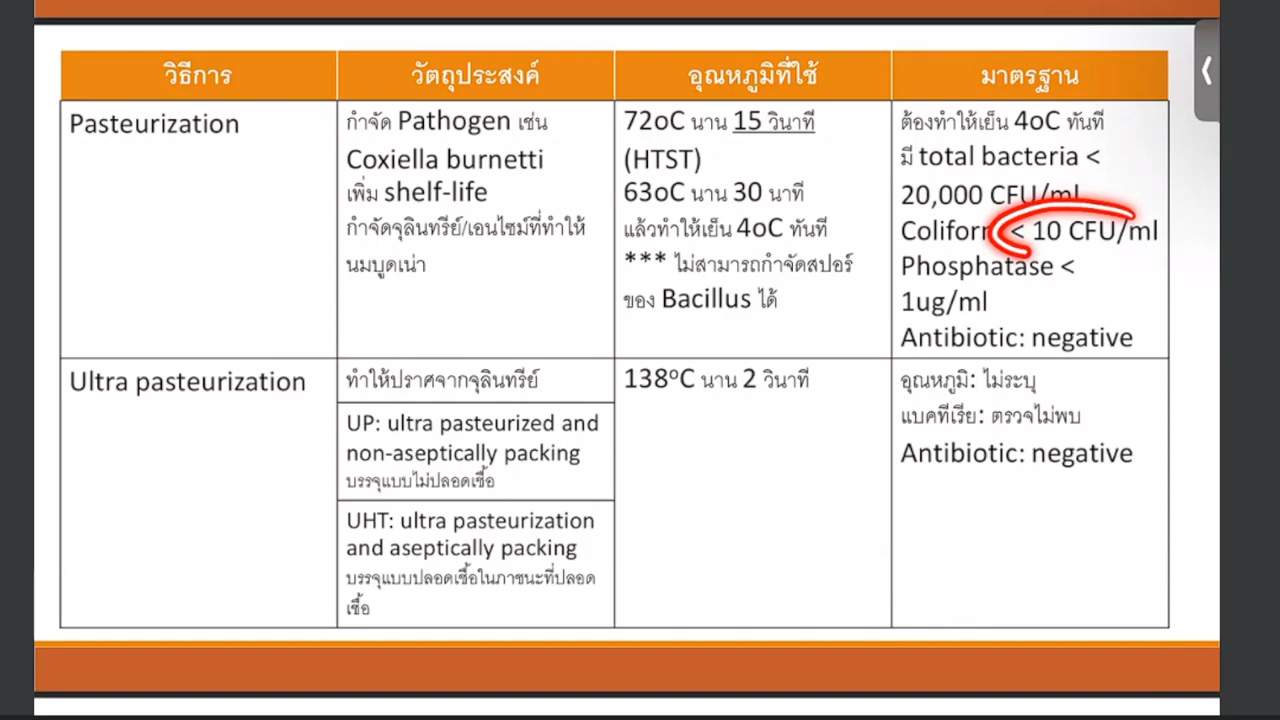 วิธีการ
วัตถุประสงค์
อุณหภูมิที่ใช้
มาตรฐาน
Pasteurization
กำจัด Pathogen เช่น
Coxiella burnetti
เพิ่ม shelf-life
กำจัดจุลินทรีย์/เอนไซม์ที่ทำให้
นมบูดเน่า
72oC นาน 15 วินาที
(HTST)
63oC นาน 30 นาที
แล้วทำให้เย็น 4oC ทันที
*** ไม่สามารถกำจัดสปอร์
ของ Bacillus ได้
ต้องทำให้เย็น 4oC ทันที
มี total bacteria <
20,000 CFU/ml
Coliform < 10 CFU/ml
Phosphatase <
1ug/ml
Antibiotic: negative
Ultra pasteurization
ทำให้ปราศจากจุลินทรีย์
UP: ultra pasteurized and
non-aseptically packing
บรรจุแบบไม่ปลอดเชื้อ
UHT: ultra pasteurization
and aseptically packing
บรรจุแบบปลอดเชื้อในภาชนะที่ปลอด
เชื้อ
138ºC นาน 2 วินาที
อุณหภูมิ: ไม่ระบุ
แบคทีเรีย: ตรวจไม่พบ
Antibiotic: negative